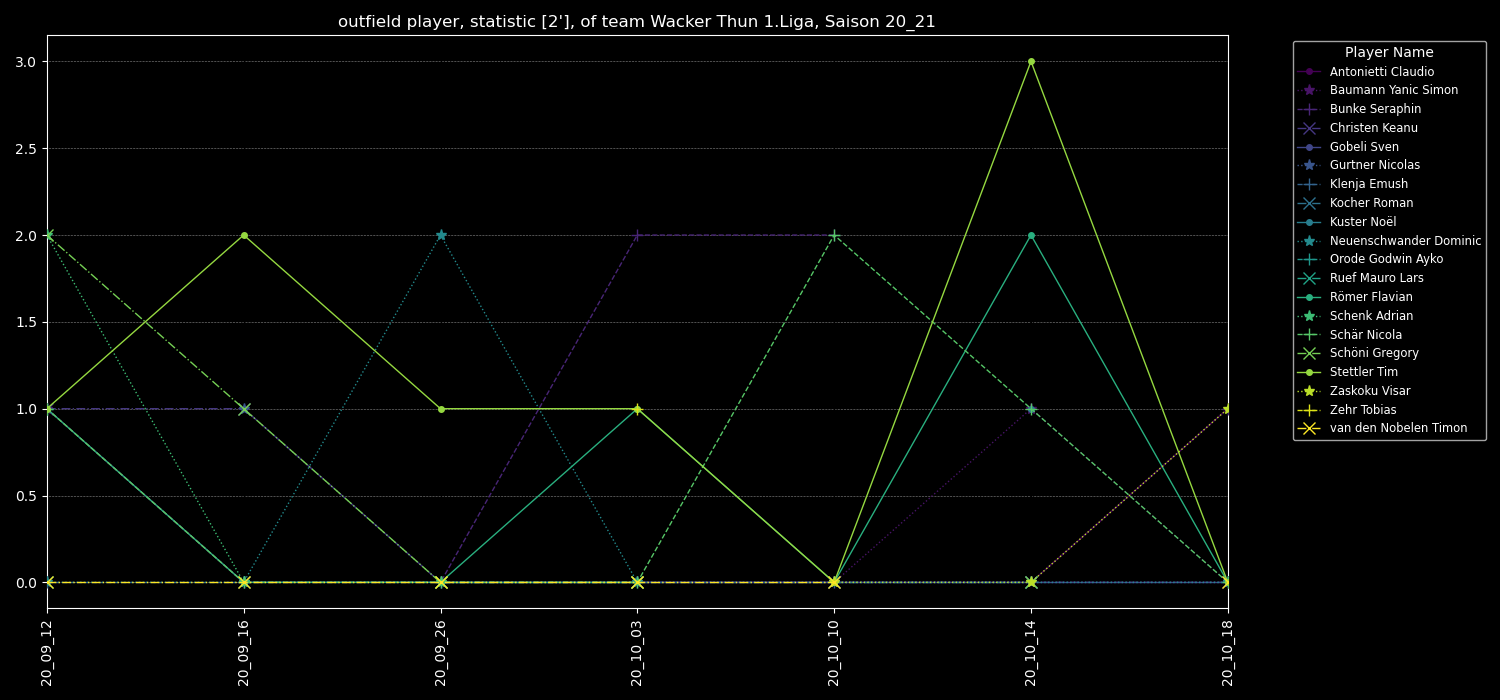 outfield player, statistic [2'], of team Wacker Thun 1.Liga, Saison 20_21
3.0
2.5
2.0
1.5
1.0
0.5
0.0
20_09_12
20_09_16
20_09_26
20_10_03
20_10_10
20_10_14
20_10_18
Player Name
Antonietti Claudio
Baumann Yanic Simon
Bunke Seraphin
Christen Keanu
Gobeli Sven
Gurtner Nicolas
Klenja Emush
Kocher Roman
Kuster Noël
Neuenschwander Dominic
Orode Godwin Ayko
Ruef Mauro Lars
Römer Flavian
Schenk Adrian
Schär Nicola
Schöni Gregory
Stettler Tim
Zaskoku Visar
Zehr Tobias
van den Nobelen Timon